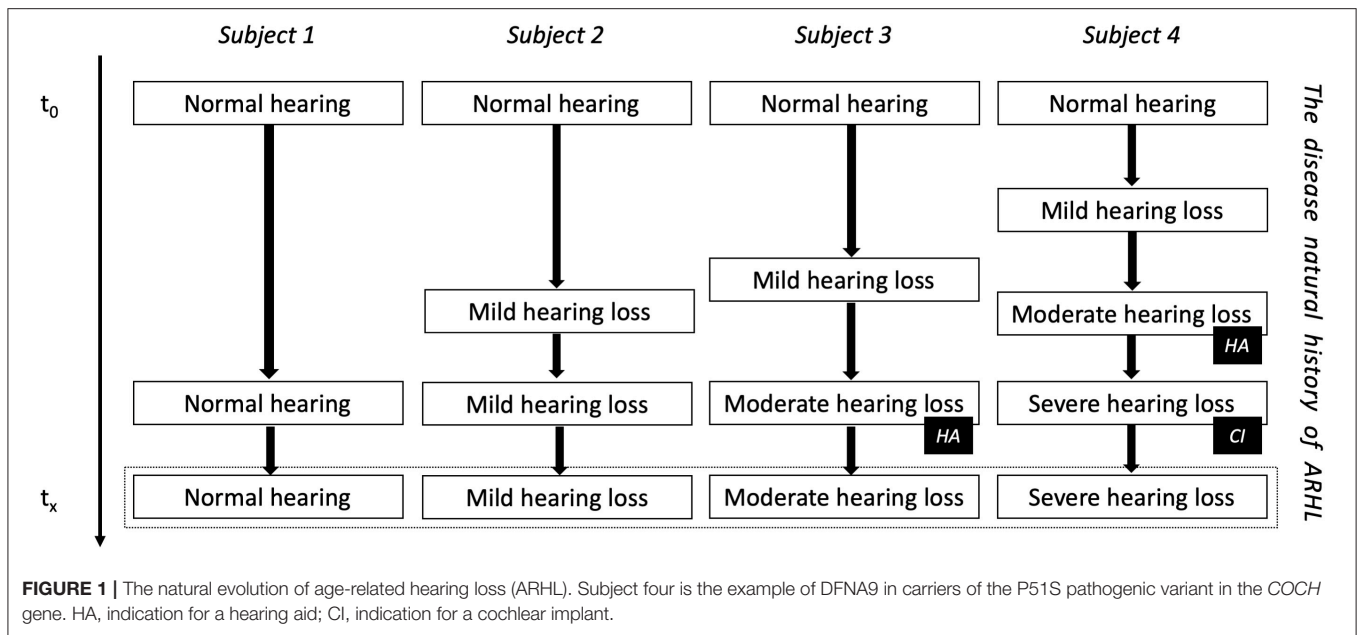 Subject 1 Subject 2 Subject 3 Subject 4
t0 Normal hearing Normal hearing Normal hearing Normal hearing
Mild hearing loss
Mild hearing loss
Mild hearing loss Moderate hearing loss
HA
Normal hearing Mild hearing loss Moderate hearing loss Severe hearing loss
HA CI
tx Normal hearing Mild hearing loss Moderate hearing loss Severe hearing loss
The disease natural history of ARHL
FIGURE 1 | The natural evolution of age-related hearing loss (ARHL). Subject four is the example of DFNA9 in carriers of the P51S pathogenic variant in the COCH
gene. HA, indication for a hearing aid; CI, indication for a cochlear implant.